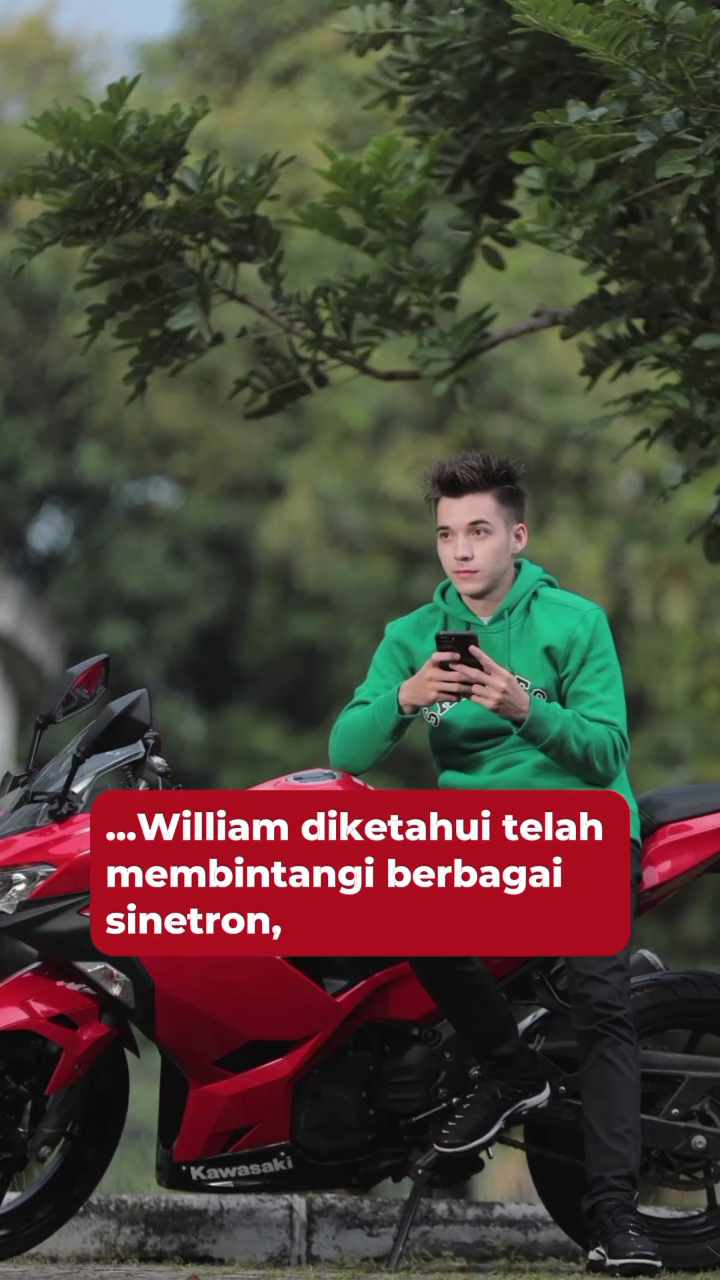 ...William diketahui telah
membintangi berbagai
sinetron,
Kawasaki